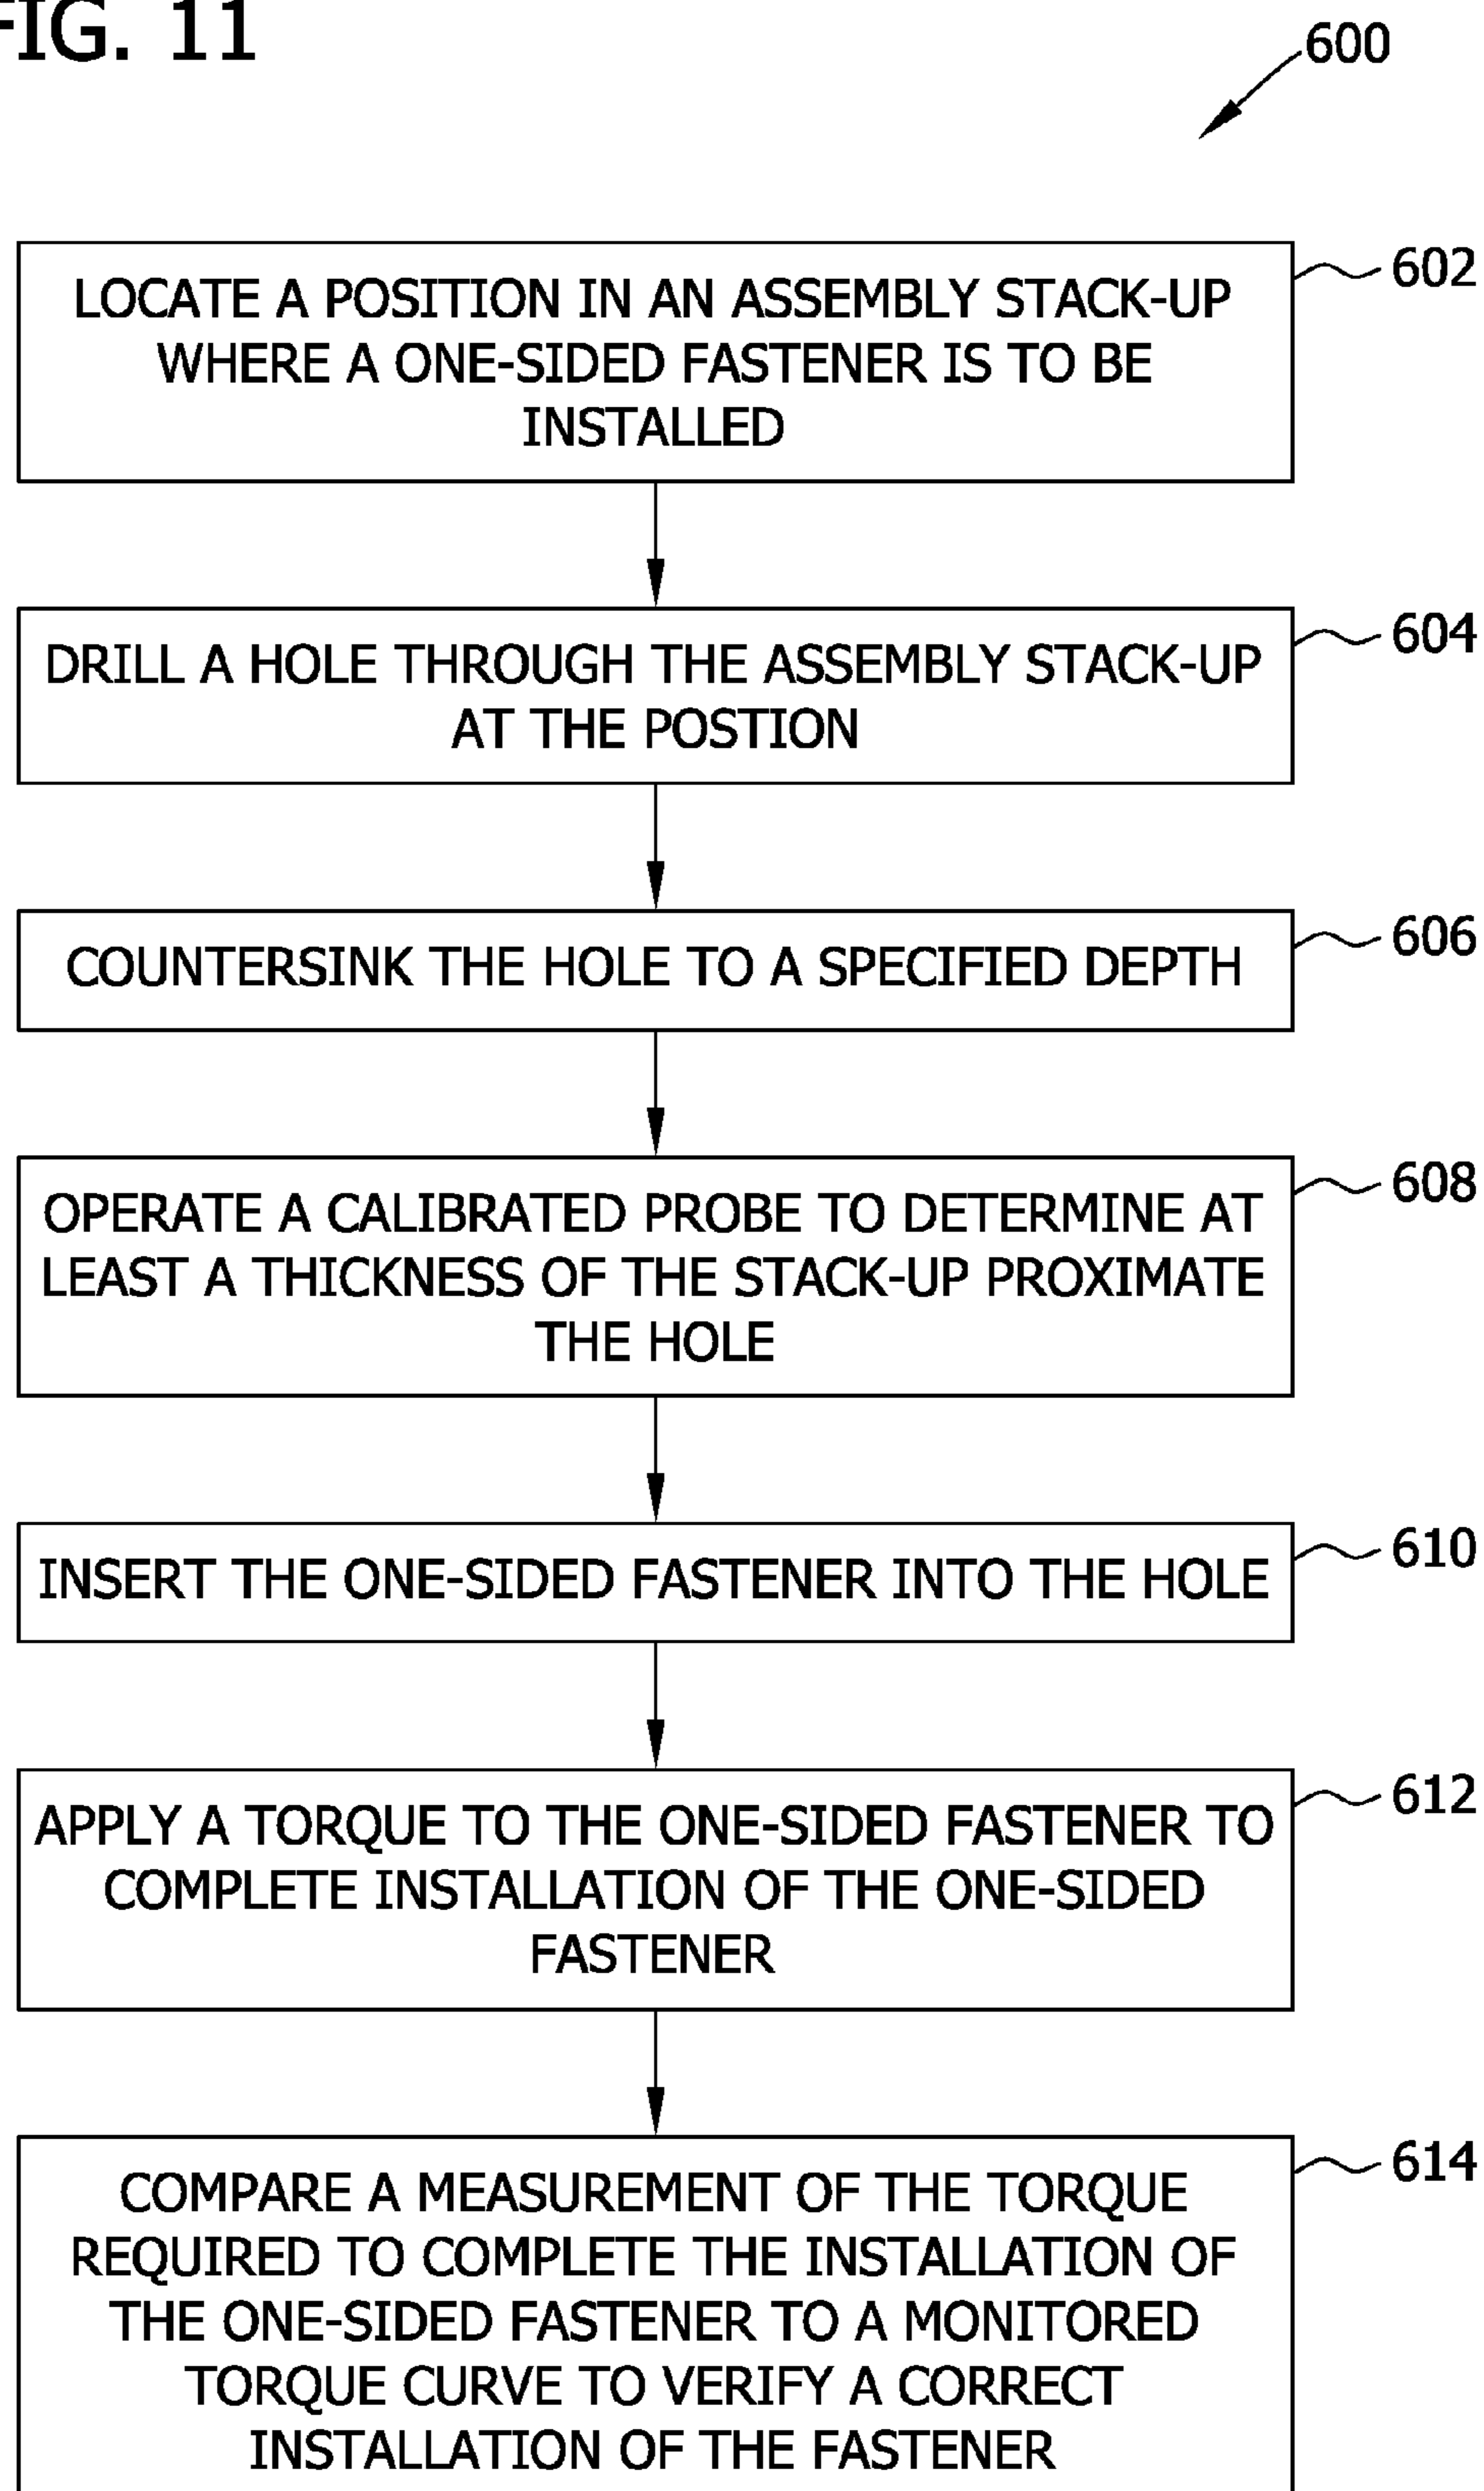 FIG. 11
600
LOCATE A POSITION IN AN ASSEMBLY STACK-UP
WHERE A ONE-SIDED FASTENER IS TO BE
INSTALLED
602
DRILL A HOLE THROUGH THE ASSEMBLY STACK-UP
AT THE POSTION
604
COUNTERSINK THE HOLE TO A SPECIFIED DEPTH
606
OPERATE A CALIBRATED PROBE TO DETERMINE AT
LEAST A THICKNESS OF THE STACK-UP PROXIMATE
THE HOLE
608
INSERT THE ONE-SIDED FASTENER INTO THE HOLE
610
APPLY A TORQUE TO THE ONE-SIDED FASTENER TO
COMPLETE INSTALLATION OF THE ONE-SIDED
FASTENER
612
COMPARE A MEASUREMENT OF THE TORQUE
REQUIRED TO COMPLETE THE INSTALLATION OF
THE ONE-SIDED FASTENER TO A MONITORED
TORQUE CURVE TO VERIFY A CORRECT
INSTALLATION OF THE FASTENER
614